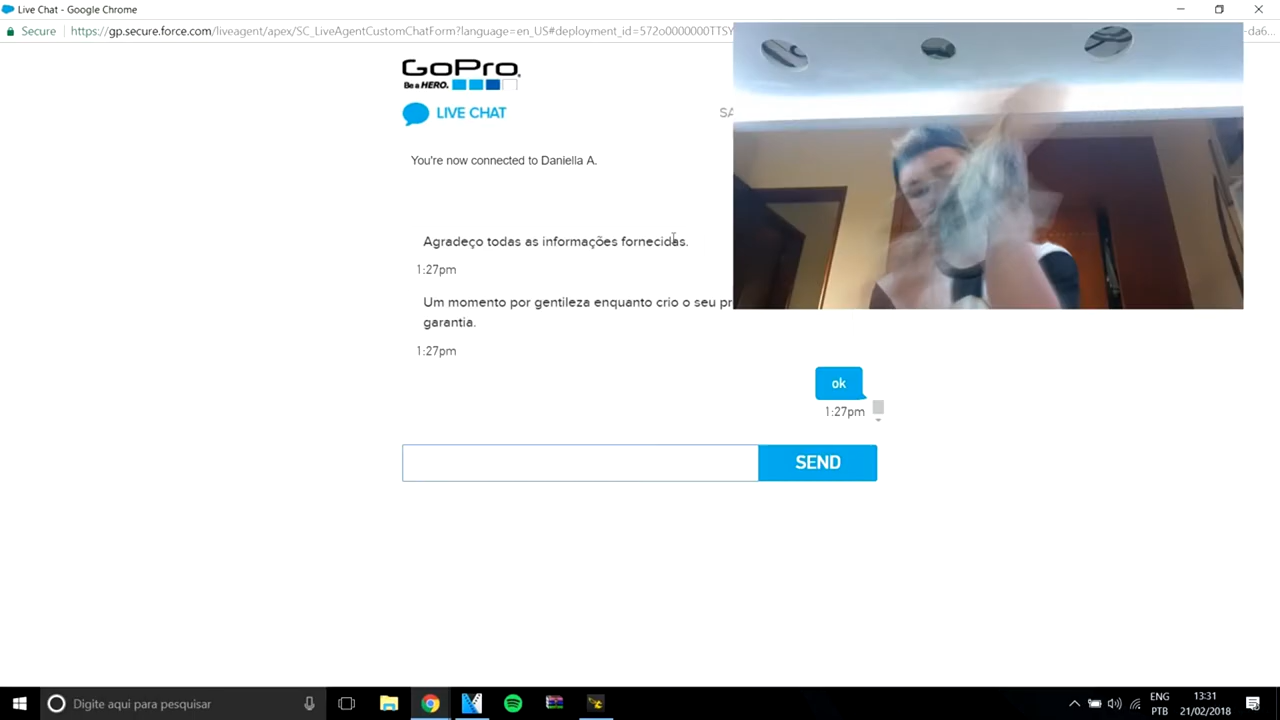 Live Chat - Google Chrome
Secure
https://gp.secure.force.com/liveagent/apex/SC_LiveAgentCustomChatForm?language=en_US#deployment_id=572o0000000TTSY
-da6...
GoPro
Be a HERO.
LIVE CHAT
SA
You're now connected to Daniella A.
Agradeço todas as informações fornecidas.
1:27pm
Um momento por gentileza enquanto crio o seu pr
garantia.
1:27pm
ok
1:27pm
SEND
Digite aqui para pesquisar
ENG
PTB
13:31
21/02/2018